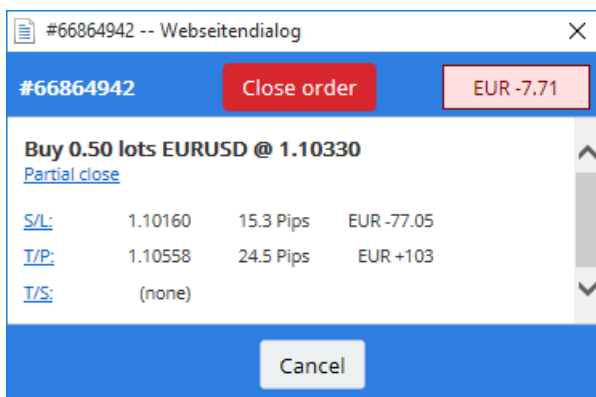 #66864942 -- Webseitendialog
#66864942 Close order EUR -7.71
Buy 0.50 lots EURUSD @ 1.10330
Partial close
S/L: 1.10160 15.3 Pips EUR -77.05
T/P: 1.10558 24.5 Pips EUR +103
T/S: (none)
Cancel